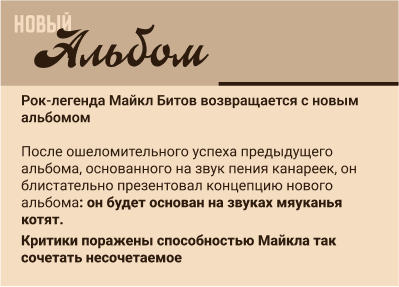 НОВЫЙ
Альбом
Рок-легенда Майкл Битов возвращается с новым
альбомом
После ошеломительного успеха предыдущего
альбома, основанного на звук пения канареек, он
блистательно презентовал концепцию нового
альбома: он будет основан на звуках мяуканья
котят.
Критики поражены способностью Майкла так
сочетать несочетаемое